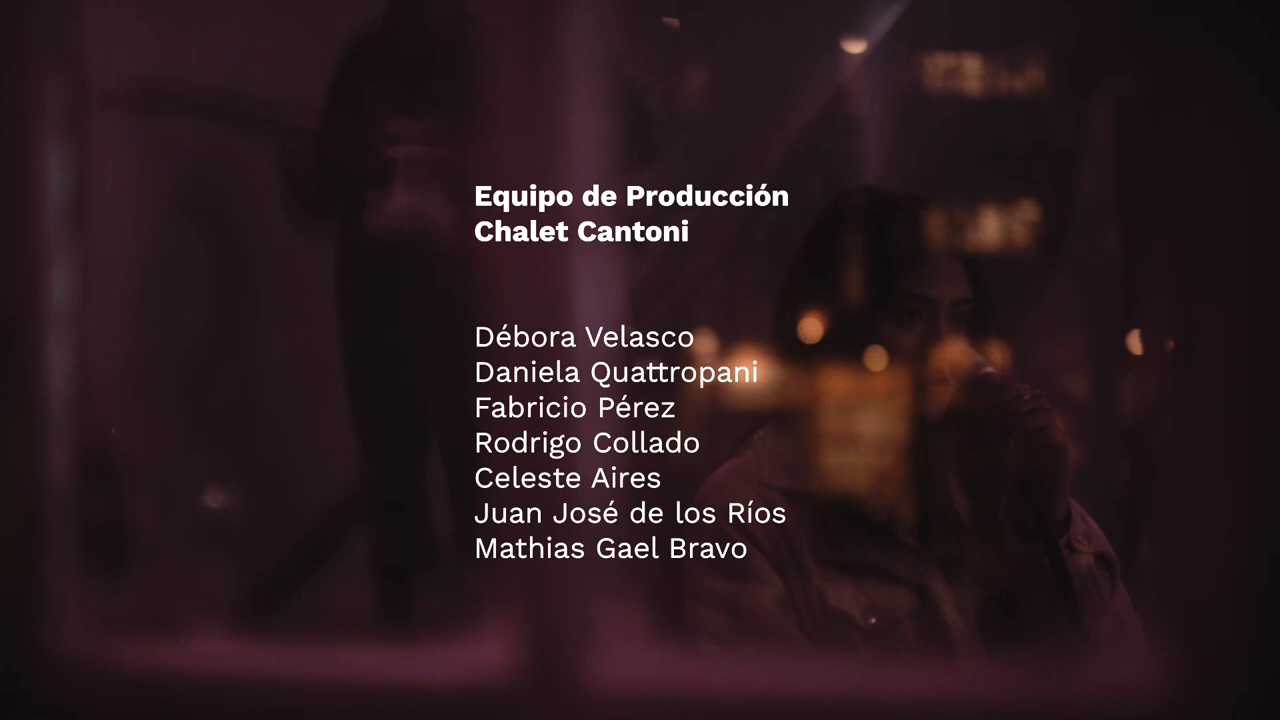 Equipo de Producción
Chalet Cantoni
Débora Velasco
Daniela Quattropani
Fabricio Pérez
Rodrigo Collado
Celeste Aires
Juan José de los Ríos
Mathias Gael Bravo